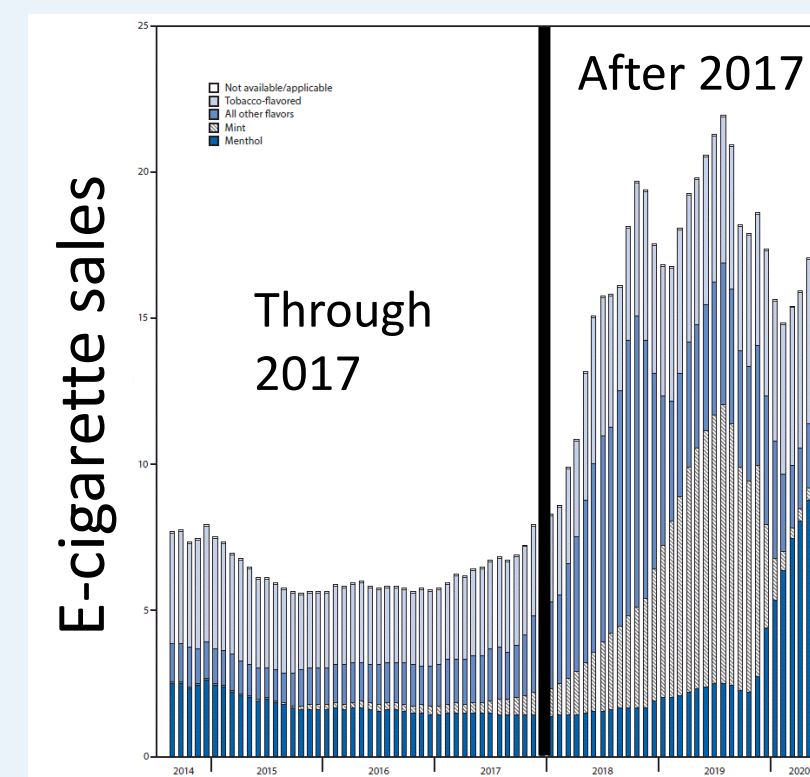 25
After 2017
Not available/applicable
Tobacco-flavored
All other flavors
Mint
Menthol
20
E-cigarette sales
Through
2017
15
10
5
0
2014 2015 2016 2017 2018 2019 2020